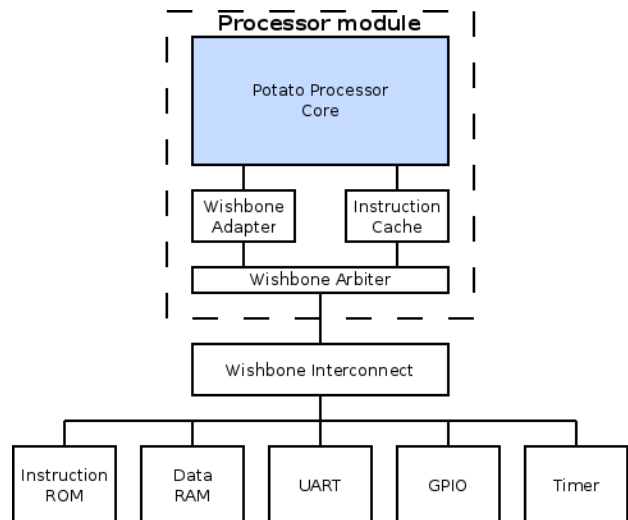 Processor module
Potato Processor
Core
Wishbone
Adapter
Instruction
Cache
Wishbone Arbiter
Wishbone Interconnect
Instruction
ROM
Data
RAM
UART
GPIO
Timer